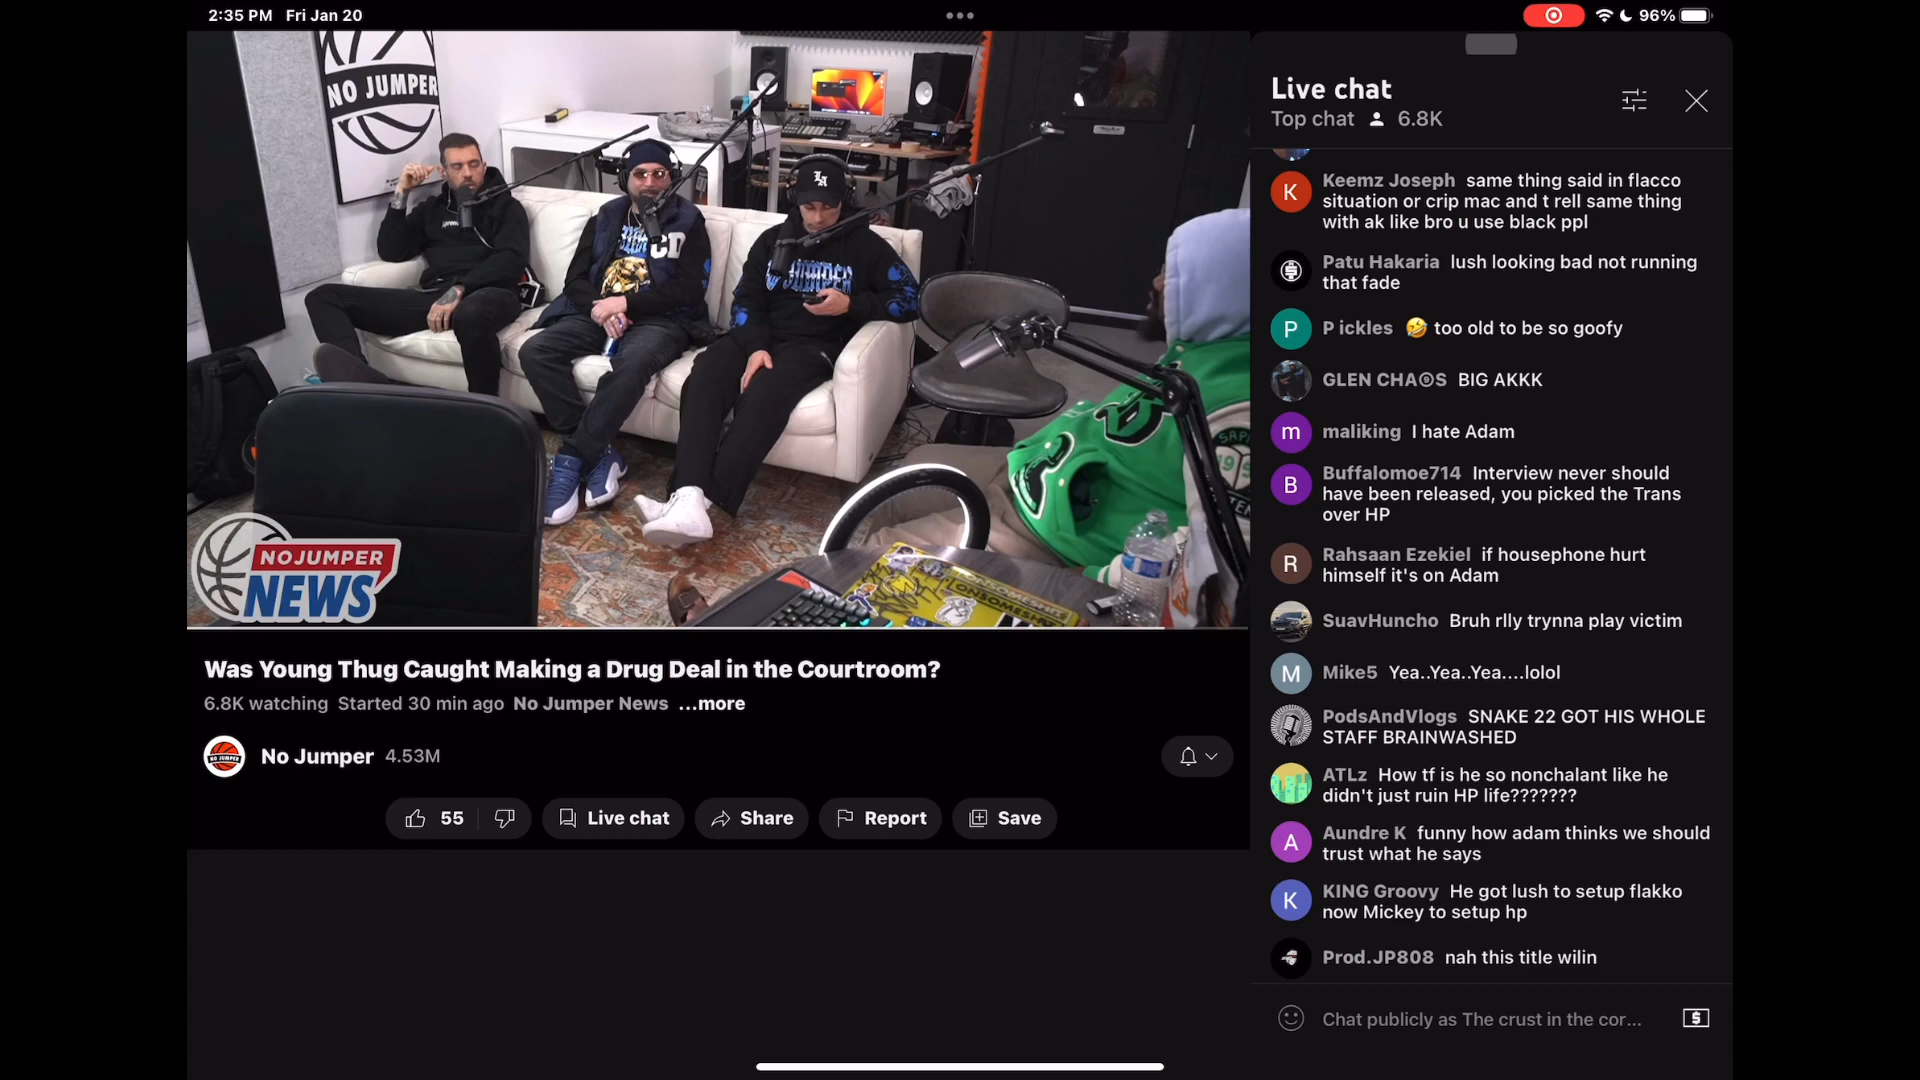 2:35 PM Fri Jan 20
96%
NO JUMPER
NOJUMPER
NEWS
Was Young Thug Caught Making a Drug Deal in the Courtroom?
6.8K watching Started 30 min ago No Jumper News ...more
No Jumper 4.53M
55
Live chat
Share
Report
Save
Live chat
Top chat 6.8K
Keemz Joseph same thing said in flacco
situation or crip mac and t rell same thing
with ak like bro u use black ppl
Patu Hakaria lush looking bad not running
that fade
P ickles 🤣 too old to be so goofy
GLEN CHA⓪S BIG AKKK
maliking I hate Adam
Buffalomoe714 Interview never should
have been released, you picked the Trans
over HP
Rahsaan Ezekiel if housephone hurt
himself it's on Adam
SuavHuncho Bruh rlly trynna play victim
Mike5 Yea..Yea..Yea....lolol
PodsAndVlogs SNAKE 22 GOT HIS WHOLE
STAFF BRAINWASHED
ATLz How tf is he so nonchalant like he
didn't just ruin HP life???????
Aundre K funny how adam thinks we should
trust what he says
KING Groovy He got lush to setup flakko
now Mickey to setup hp
Prod.JP808 nah this title wilin
Chat publicly as The crust in the cor...